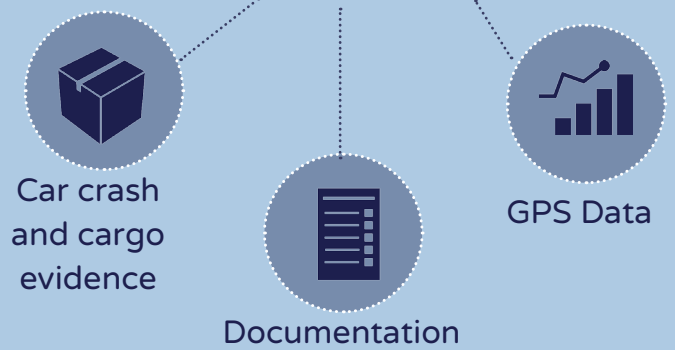 Car crash
and cargo
evidence
Documentation
GPS Data